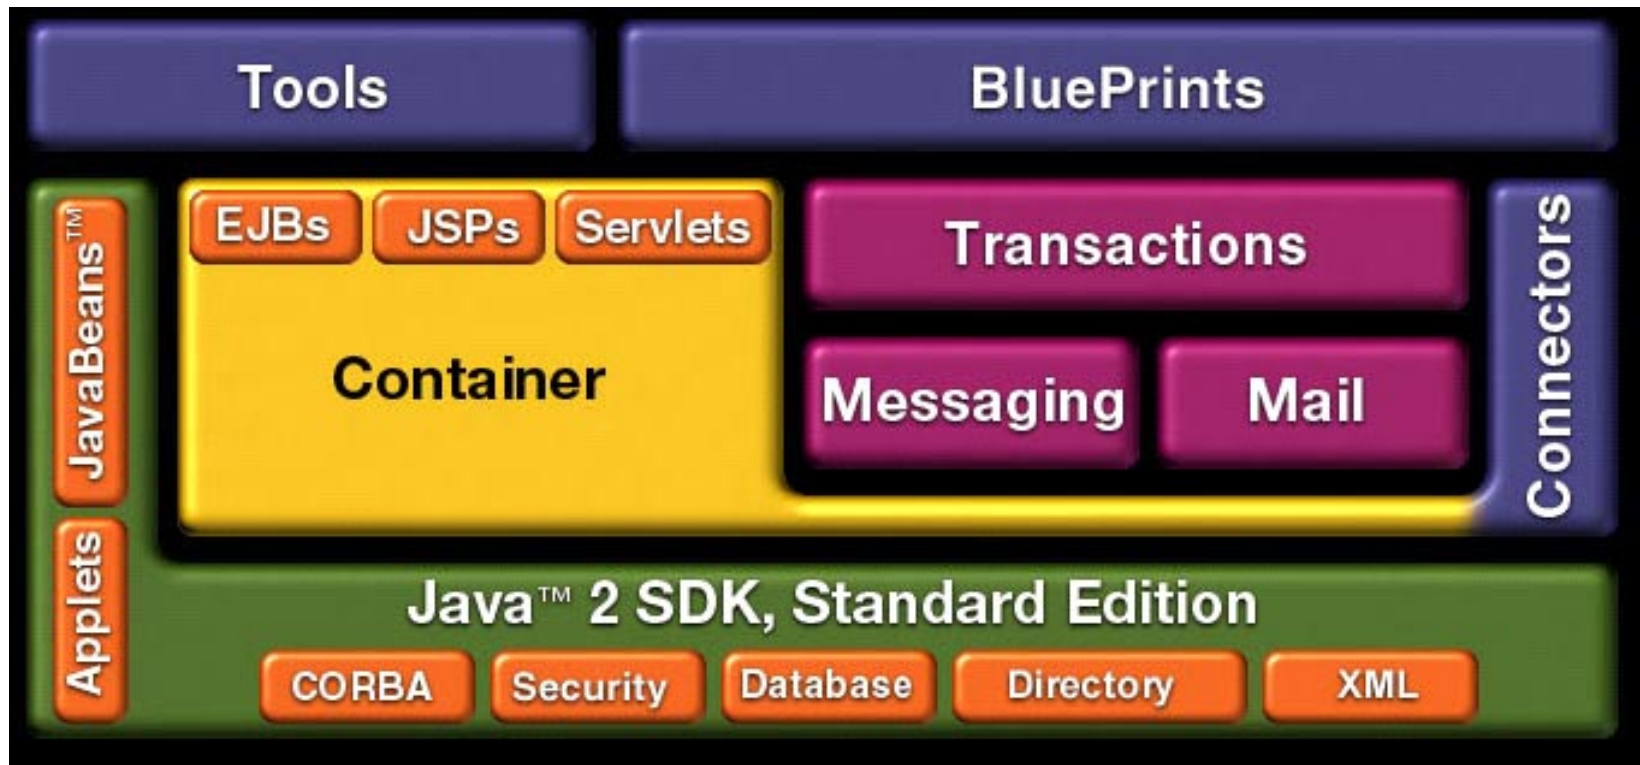 Tools
BluePrints
EJBs
JSPs
Servlets
Transactions
Container
Messaging
Mail
Connectors
JavaBeans™
Applets
Java™ 2 SDK, Standard Edition
CORBA
Security
Database
Directory
XML